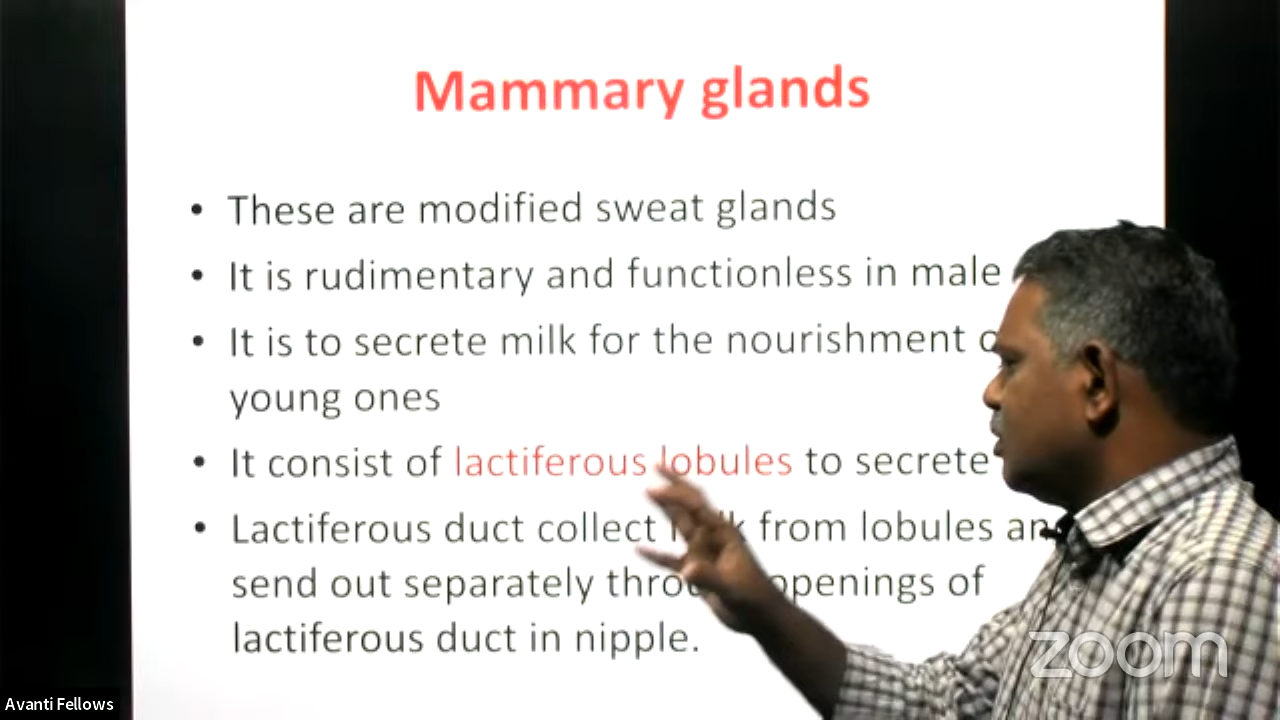 Mammary glands
• These are modified sweat glands
• It is rudimentary and functionless in male
• It is to secrete milk for the nourishment
young ones
• It consist of lactiferous lobules to secrete
• Lactiferous duct collect from lobules
send out separately openings of
lactiferous duct in nipple.
zoom
Avanti Fellows